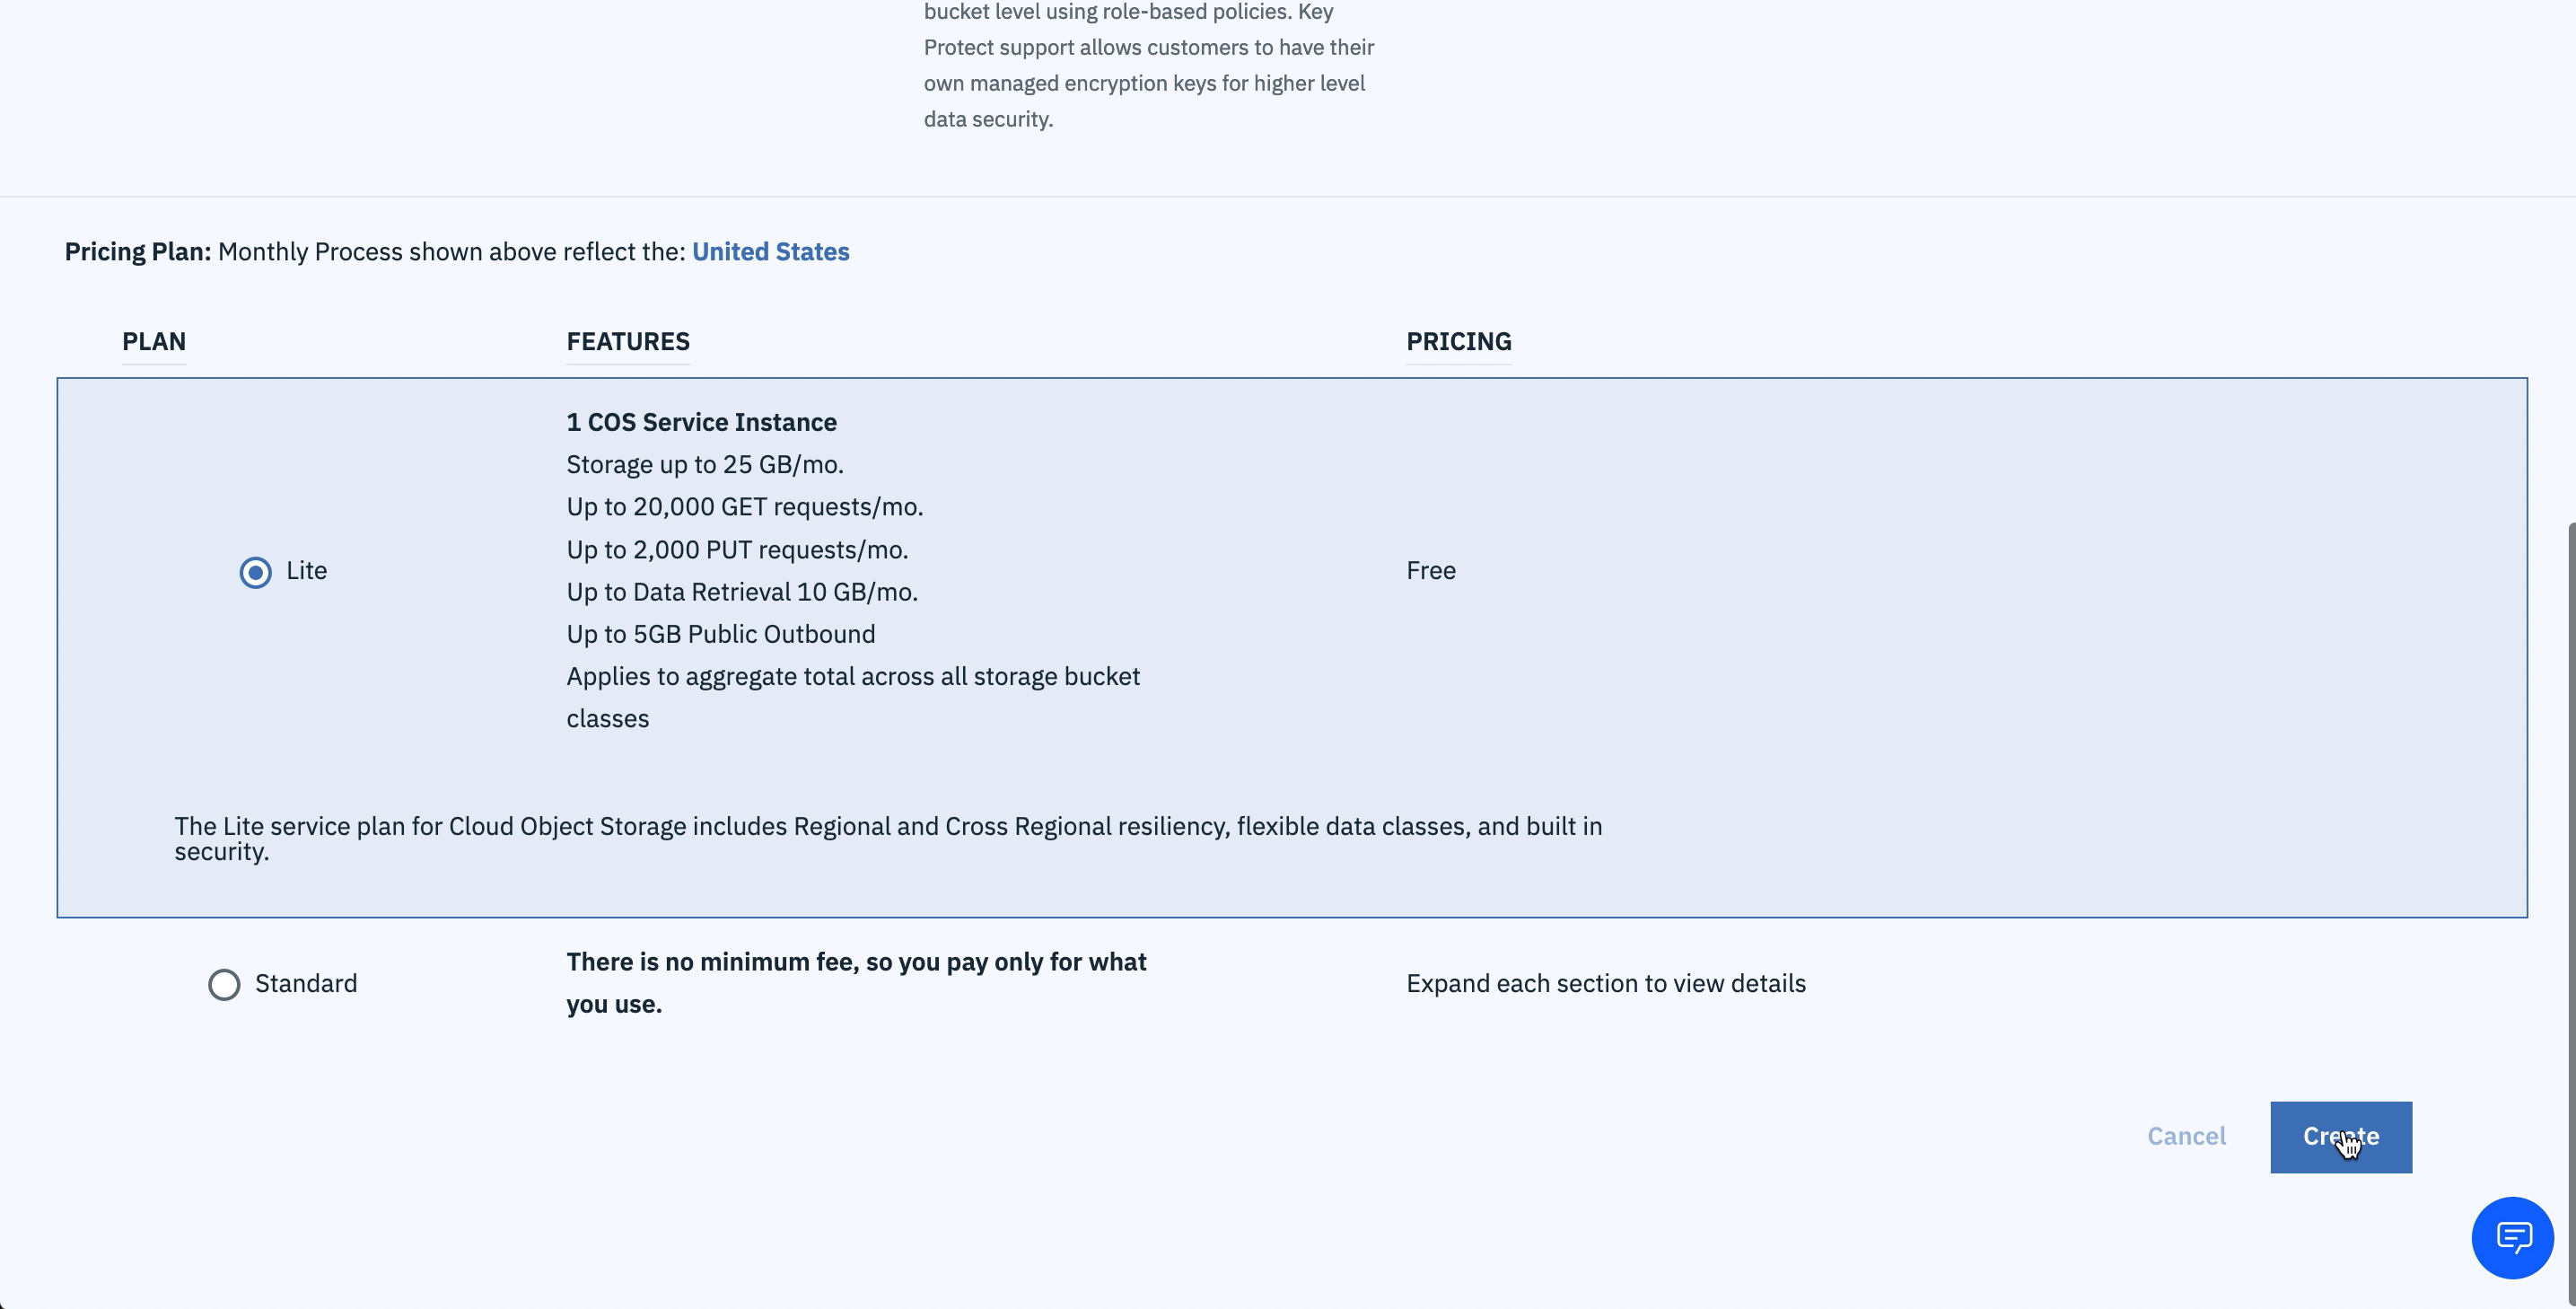 bucket level using role-based policies. Key
Protect support allows customers to have their
own managed encryption keys for higher level
data security.
Pricing Plan: Monthly Process shown above reflect the: United States
PLAN FEATURES PRICING
1 COS Service Instance
Storage up to 25 GB/mo.
Up to 20,000 GET requests/mo.
Up to 2,000 PUT requests/mo.
Lite
Free
Up to Data Retrieval 10 GB/mo.
Up to 5GB Public Outbound
Applies to aggregate total across all storage bucket
classes
The Lite service plan for Cloud Object Storage includes Regional and Cross Regional resiliency, flexible data classes, and built in
security.
Standard
There is no minimum fee, so you pay only for what
you use.
Expand each section to view details
Cancel Create